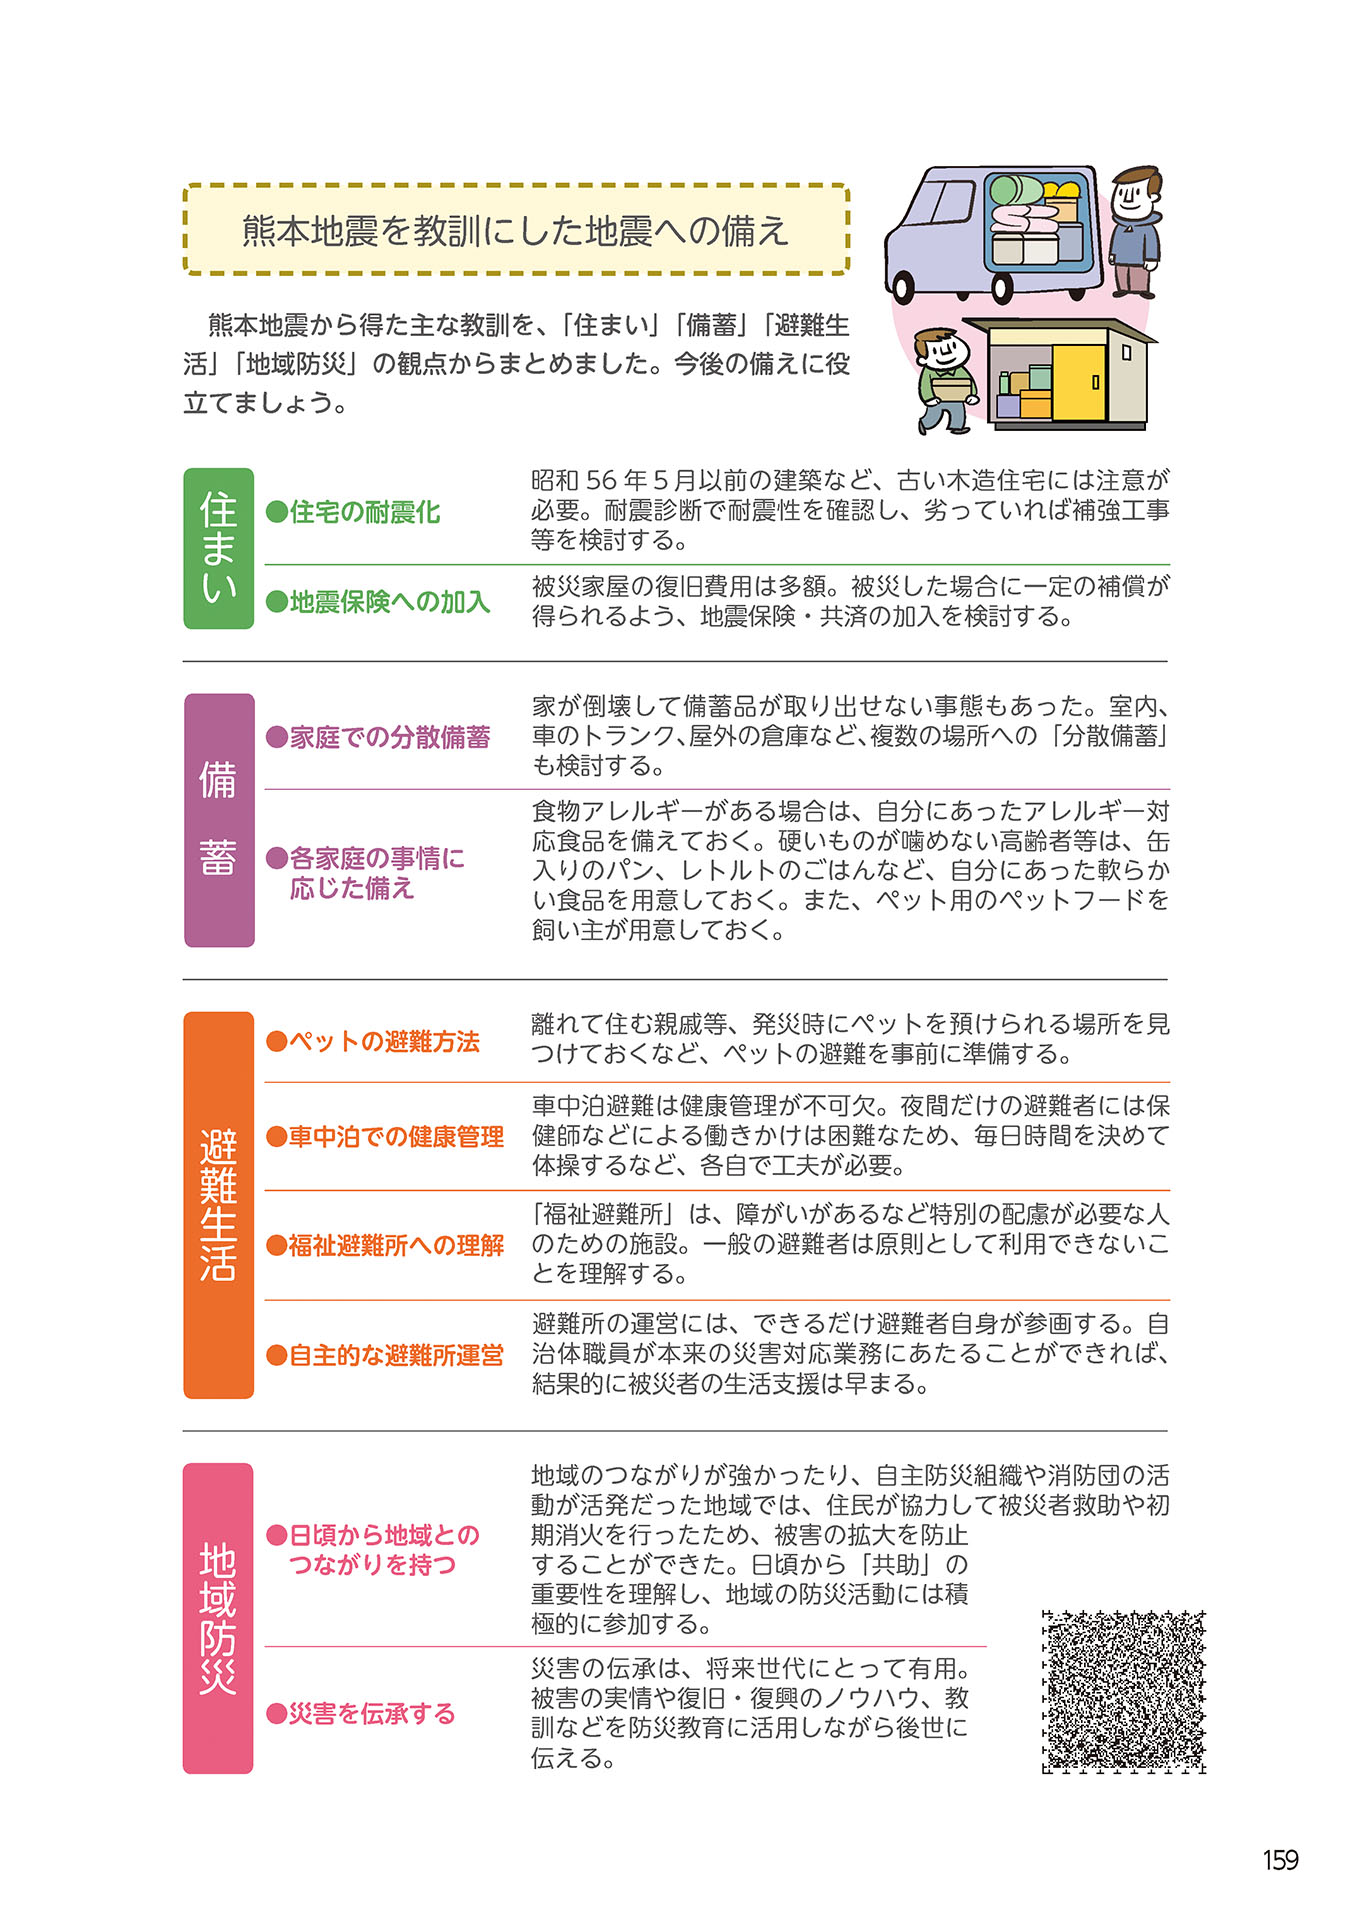 熊本地震を教訓にした地震への備え
熊本地震から得た主な教訓を、「住まい」「備蓄」「避難生
活」「地域防災」の観点からまとめました。今後の備えに役
立てましょう。
住まい
●住宅の耐震化
昭和 56 年５月以前の建築など、古い木造住宅には注意が
必要。耐震診断で耐震性を確認し、劣っていれば補強工事
等を検討する。
●地震保険への加入
被災家屋の復旧費用は多額。被災した場合に一定の補償が
得られるよう、地震保険・共済の加入を検討する。
備蓄
●家庭での分散備蓄
家が倒壊して備蓄品が取り出せない事態もあった。室内、
車のトランク、屋外の倉庫など、複数の場所への「分散備蓄」
も検討する。
●各家庭の事情に
応じた備え
食物アレルギーがある場合は、自分にあったアレルギー対
応食品を備えておく。硬いものが噛めない高齢者等は、缶
入りのパン、レトルトのごはんなど、自分にあった軟らか
い食品を用意しておく。また、ペット用のペットフードを
飼い主が用意しておく。
避難生活
●ペットの避難方法
離れて住む親戚等、発災時にペットを預けられる場所を見
つけておくなど、ペットの避難を事前に準備する。
●車中泊での健康管理
車中泊避難は健康管理が不可欠。夜間だけの避難者には保
健師などによる働きかけは困難なため、毎日時間を決めて
体操するなど、各自で工夫が必要。
●福祉避難所への理解
「福祉避難所」は、障がいがあるなど特別の配慮が必要な人
のための施設。一般の避難者は原則として利用できないこ
とを理解する。
●自主的な避難所運営
避難所の運営には、できるだけ避難者自身が参画する。自
治体職員が本来の災害対応業務にあたることができれば、
結果的に被災者の生活支援は早まる。
地域防災
●日頃から地域との
つながりを持つ
地域のつながりが強かったり、自主防災組織や消防団の活
動が活発だった地域では、住民が協力して被災者救助や初
期消火を行ったため、被害の拡大を防止
することができた。日頃から「共助」の
重要性を理解し、地域の防災活動には積
極的に参加する。
●災害を伝承する
災害の伝承は、将来世代にとって有用。
被害の実情や復旧・復興のノウハウ、教
訓などを防災教育に活用しながら後世に
伝える。
159